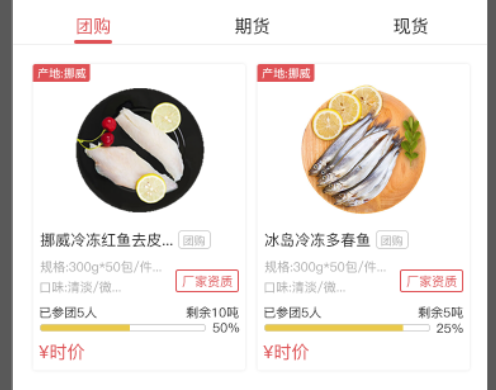 团购 期货 现货
产地:挪威
挪威冷冻红鱼去皮... 团购
规格:300g*50包/件...
口味:清淡/微...
厂家资质
已参团5人 剩余10吨
50%
¥时价
产地:挪威
冰岛冷冻多春鱼 团购
规格:300g*50包/件...
口味:清淡/微...
厂家资质
已参团5人 剩余5吨
25%
¥时价